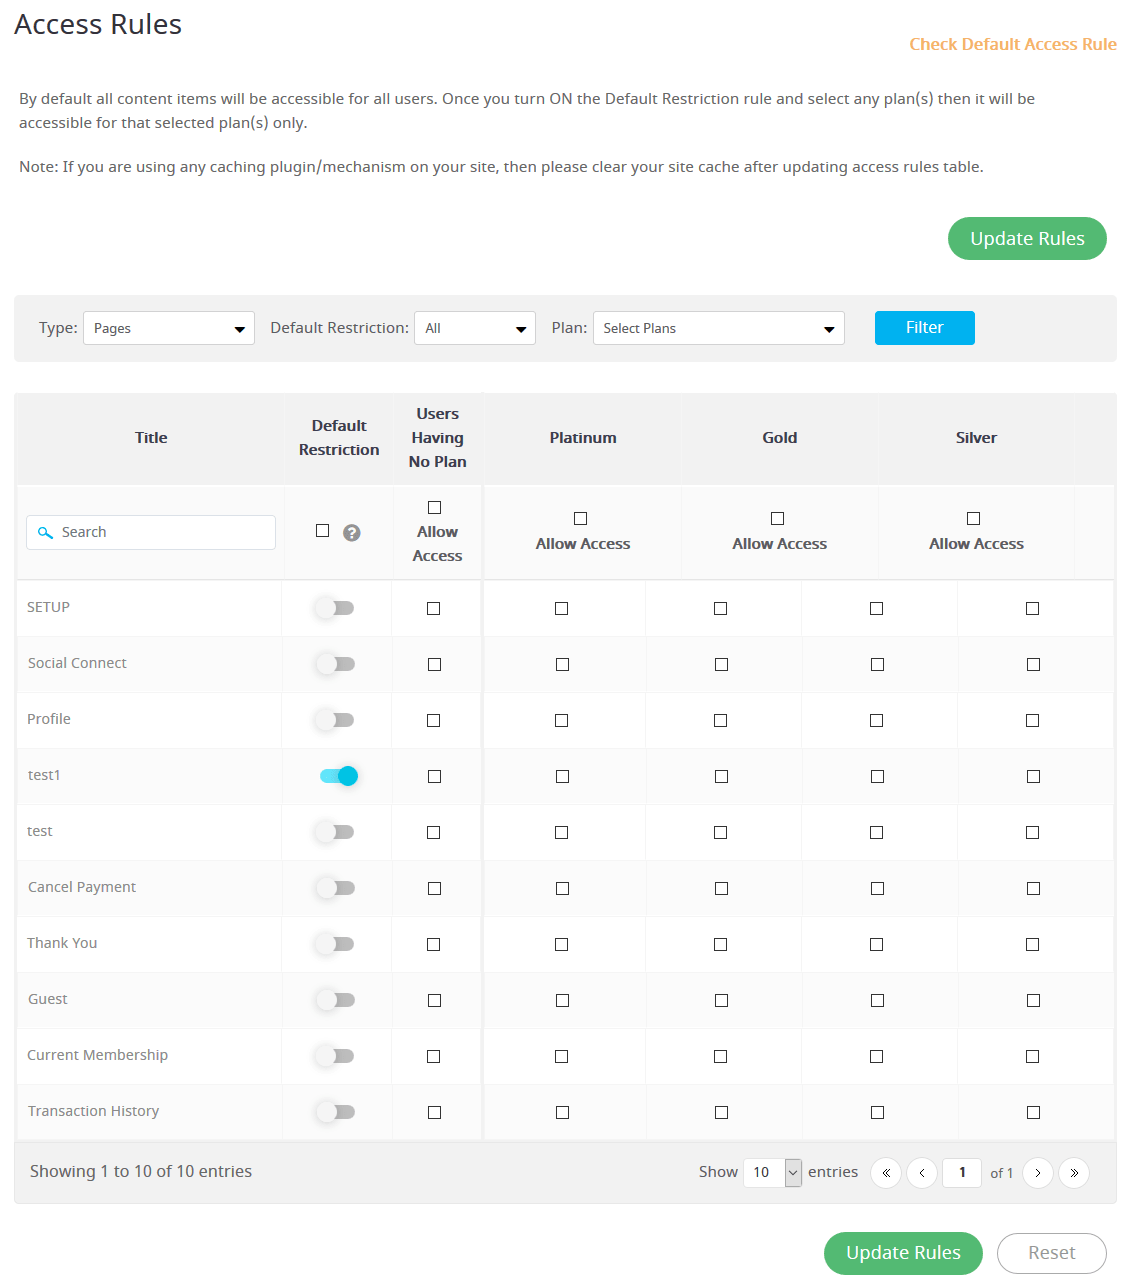 Access Rules
Check Default Access Rule
By default all content items will be accessible for all users. Once you turn ON the Default Restriction rule and select any plan(s) then it will be
accessible for that selected plan(s) only.
Note: If you are using any caching plugin/mechanism on your site, then please clear your site cache after updating access rules table.
Update Rules
Type: Pages Default Restriction: All Plan: Select Plans Filter
Title Default Restriction Users Having No Plan Platinum Gold Silver
Search ? Allow Access Allow Access Allow Access Allow Access
SETUP
Social Connect
Profile
test1
test
Cancel Payment
Thank You
Guest
Current Membership
Transaction History
Showing 1 to 10 of 10 entries Show 10 entries « ‹ 1 of 1 › »
Update Rules Reset